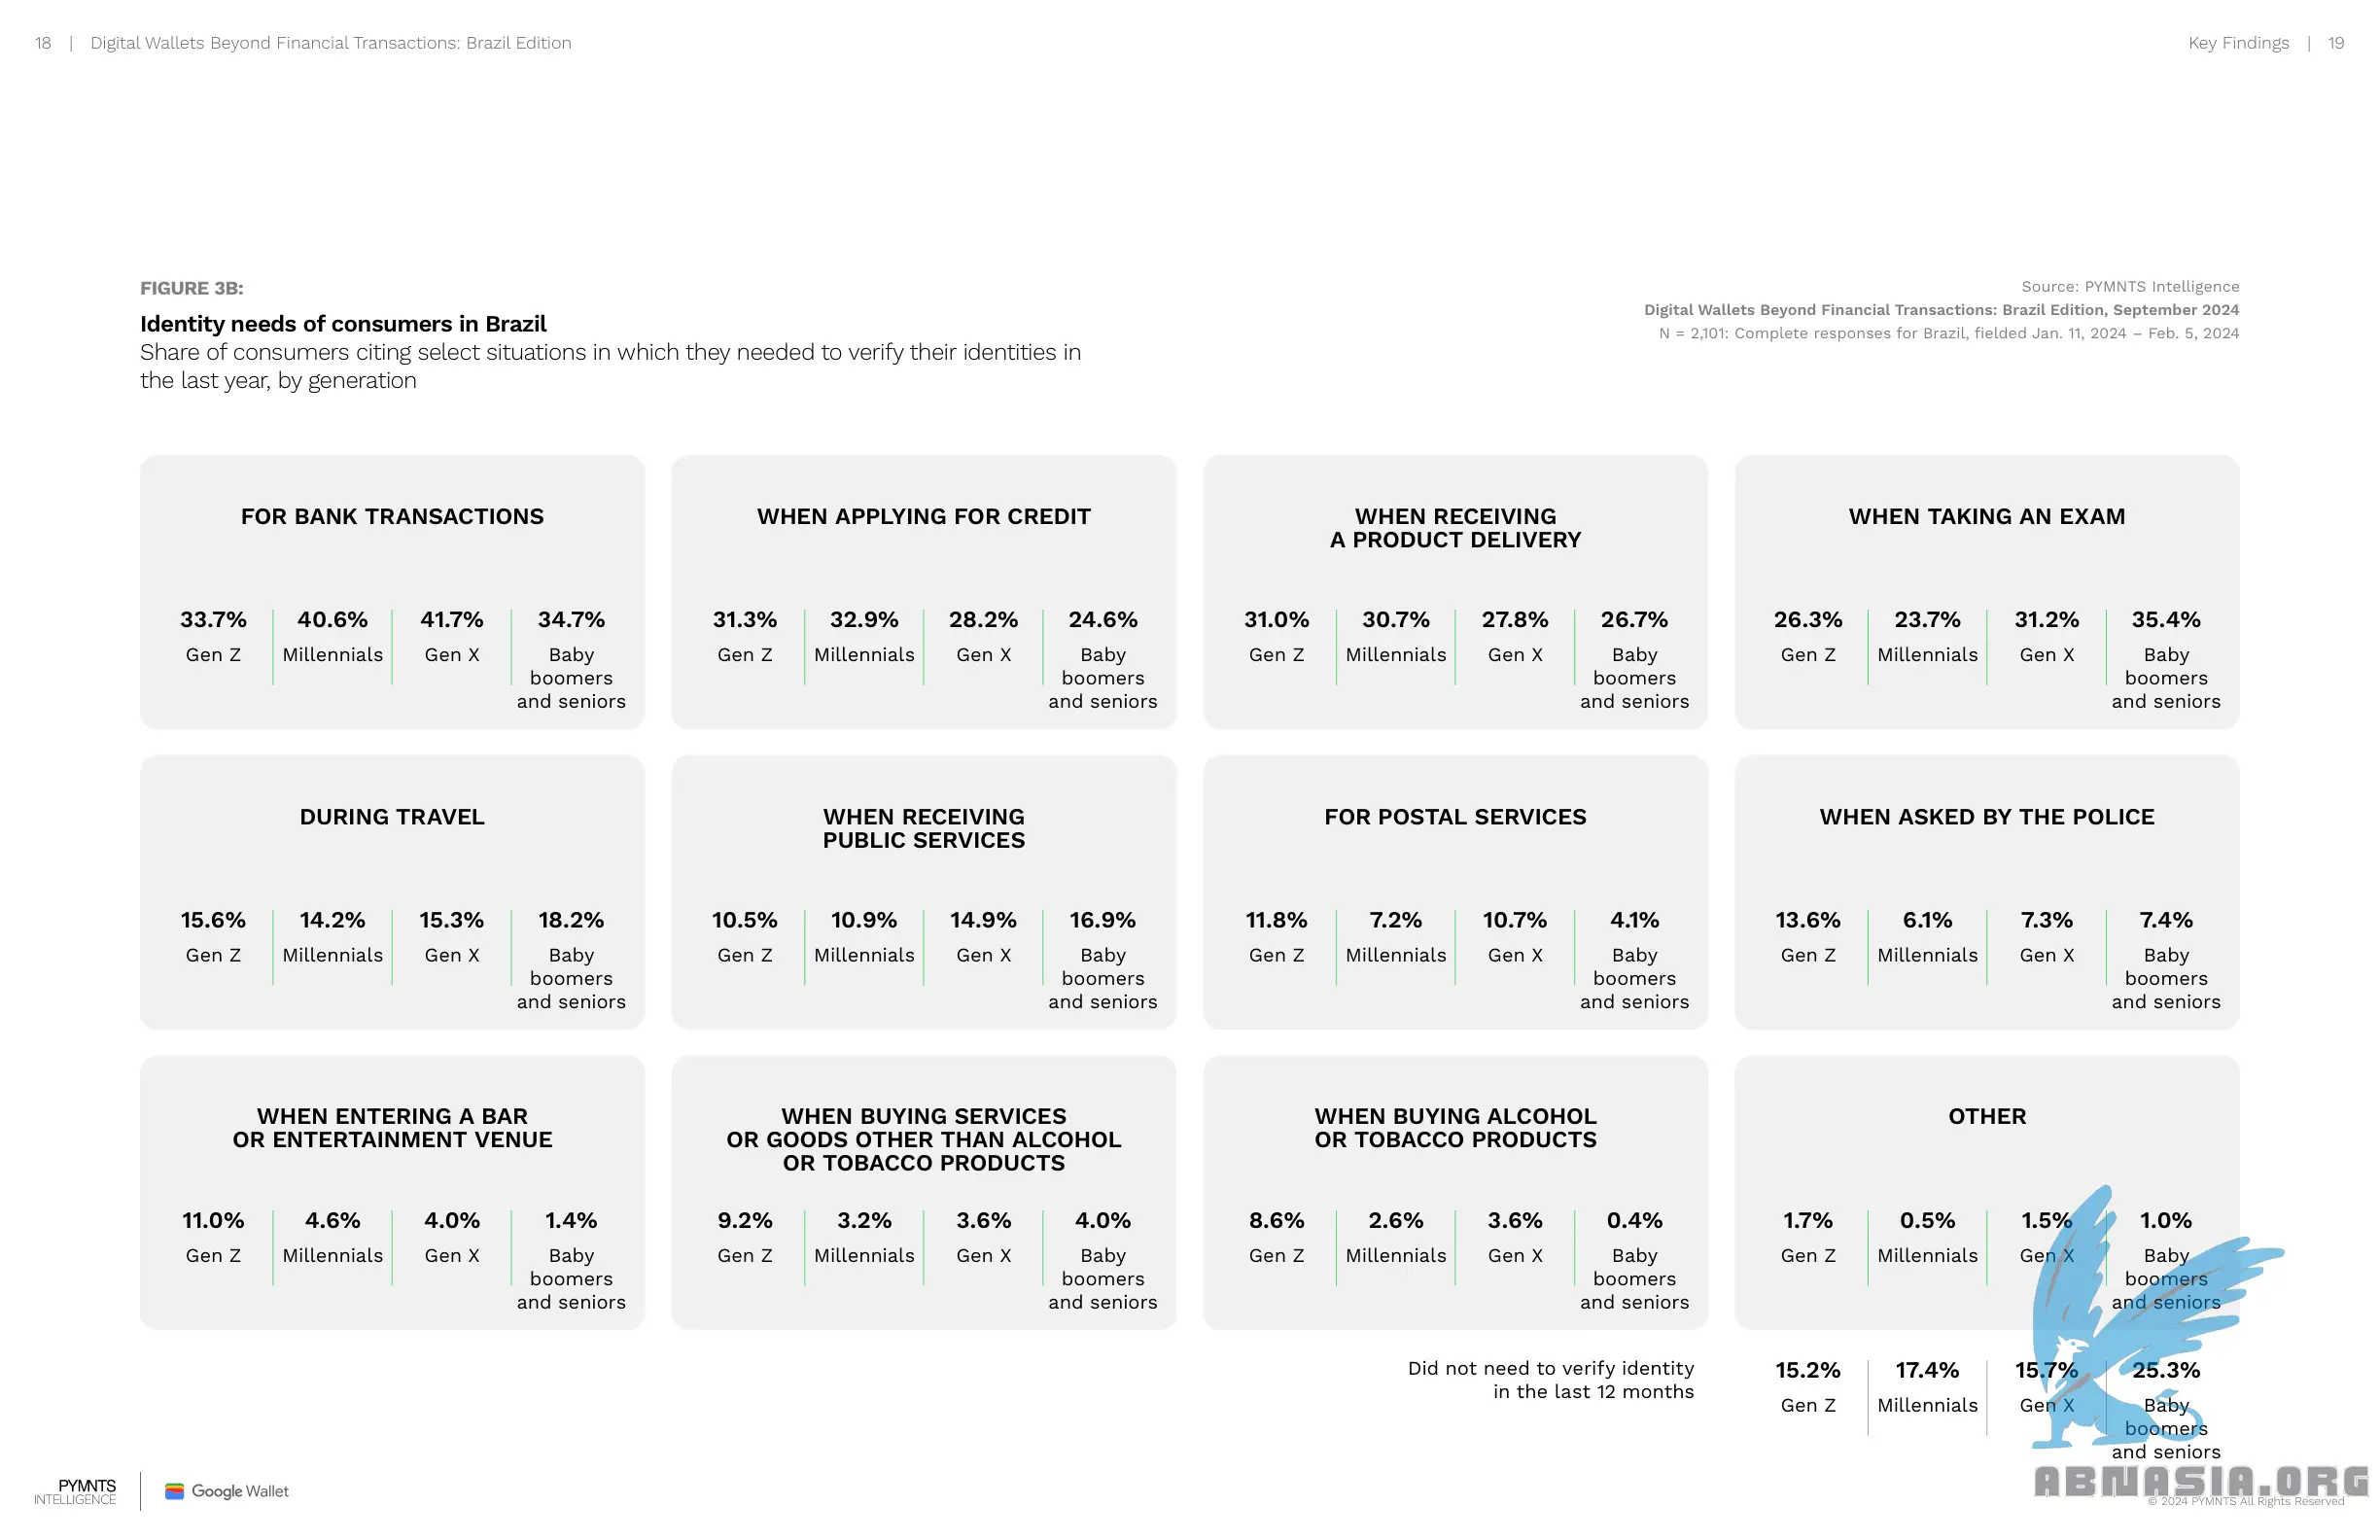 18 | Digital Wallets Beyond Financial Transactions: Brazil Edition
Key Findings | 19
FIGURE 3B:
Identity needs of consumers in Brazil
Share of consumers citing select situations in which they needed to verify their identities in
the last year, by generation
Source: PYMNTS Intelligence
Digital Wallets Beyond Financial Transactions: Brazil Edition, September 2024
N = 2,101: Complete responses for Brazil, fielded Jan. 11, 2024 – Feb. 5, 2024
FOR BANK TRANSACTIONS
33.7% 40.6% 41.7% 34.7%
Gen Z Millennials Gen X Baby
boomers
and seniors
WHEN APPLYING FOR CREDIT
31.3% 32.9% 28.2% 24.6%
Gen Z Millennials Gen X Baby
boomers
and seniors
WHEN RECEIVING
A PRODUCT DELIVERY
31.0% 30.7% 27.8% 26.7%
Gen Z Millennials Gen X Baby
boomers
and seniors
WHEN TAKING AN EXAM
26.3% 23.7% 31.2% 35.4%
Gen Z Millennials Gen X Baby
boomers
and seniors
DURING TRAVEL
15.6% 14.2% 15.3% 18.2%
Gen Z Millennials Gen X Baby
boomers
and seniors
WHEN RECEIVING
PUBLIC SERVICES
10.5% 10.9% 14.9% 16.9%
Gen Z Millennials Gen X Baby
boomers
and seniors
FOR POSTAL SERVICES
11.8% 7.2% 10.7% 4.1%
Gen Z Millennials Gen X Baby
boomers
and seniors
WHEN ASKED BY THE POLICE
13.6% 6.1% 7.3% 7.4%
Gen Z Millennials Gen X Baby
boomers
and seniors
WHEN ENTERING A BAR
OR ENTERTAINMENT VENUE
11.0% 4.6% 4.0% 1.4%
Gen Z Millennials Gen X Baby
boomers
and seniors
WHEN BUYING SERVICES
OR GOODS OTHER THAN ALCOHOL
OR TOBACCO PRODUCTS
9.2% 3.2% 3.6% 4.0%
Gen Z Millennials Gen X Baby
boomers
and seniors
WHEN BUYING ALCOHOL
OR TOBACCO PRODUCTS
8.6% 2.6% 3.6% 0.4%
Gen Z Millennials Gen X Baby
boomers
and seniors
OTHER
1.7% 0.5% 1.5% 1.0%
Gen Z Millennials Gen X Baby
boomers
and seniors
Did not need to verify identity
in the last 12 months
15.2% 17.4% 15.7% 25.3%
Gen Z Millennials Gen X Baby
boomers
and seniors
PYMNTS
INTELLIGENCE
Google Wallet
ABNASIA.ORG
© 2024 PYMNTS All Rights Reserved